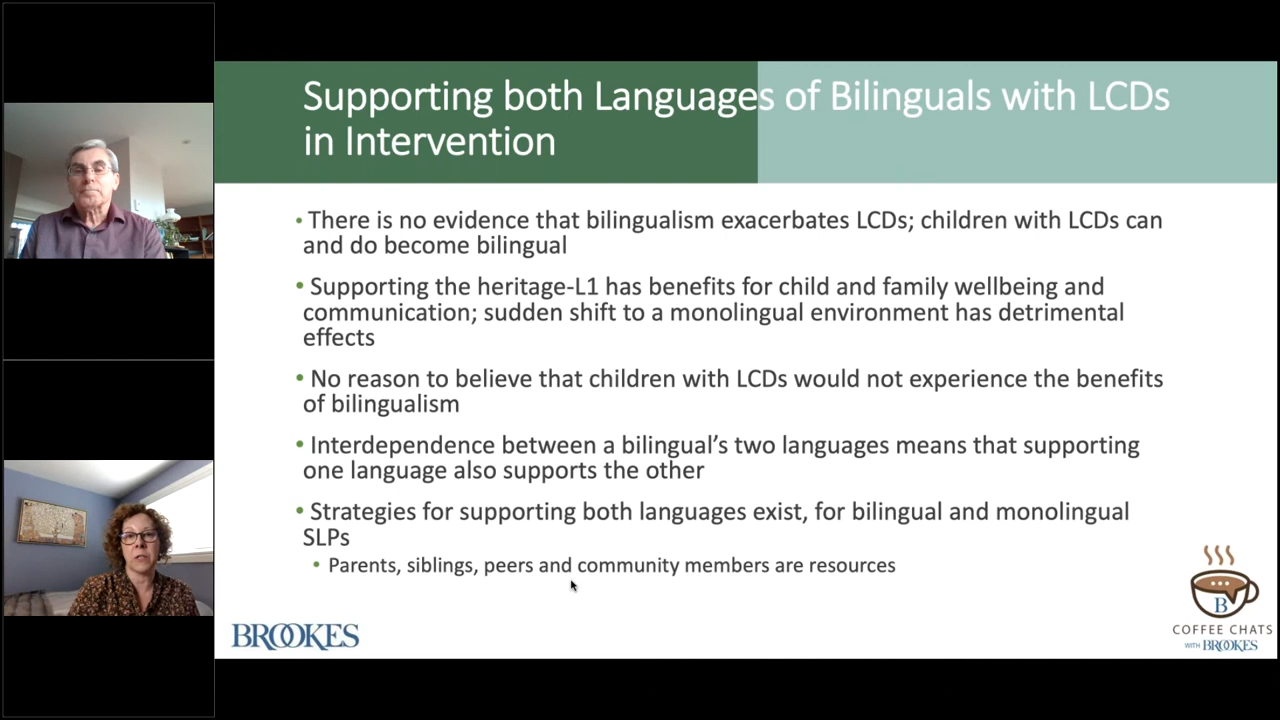 Supporting both Languages of Bilinguals with LCDs
in Intervention
• There is no evidence that bilingualism exacerbates LCDs; children with LCDs can
and do become bilingual
• Supporting the heritage-L1 has benefits for child and family wellbeing and
communication; sudden shift to a monolingual environment has detrimental
effects
• No reason to believe that children with LCDs would not experience the benefits
of bilingualism
• Interdependence between a bilingual's two languages means that supporting
one language also supports the other
• Strategies for supporting both languages exist, for bilingual and monolingual
SLPs
• Parents, siblings, peers and community members are resources
BROOKES
B
COFFEE CHATS
WITH BROOKES